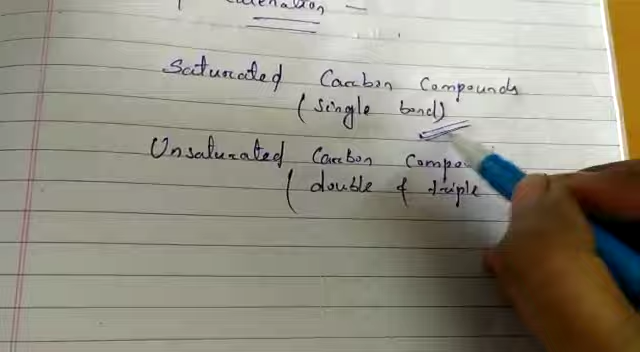 Saturated Carbon Compounds
(single bond)
Unsaturated Carbon
(double & triple